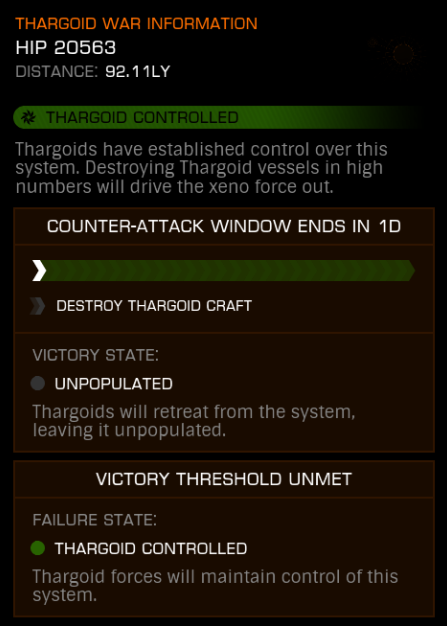 THARGOID WAR INFORMATION
HIP 20563
DISTANCE: 92.11LY
THARGOID CONTROLLED
Thargoids have established control over this
system. Destroying Thargoid vessels in high
numbers will drive the xeno force out.
COUNTER-ATTACK WINDOW ENDS IN 1D
DESTROY THARGOID CRAFT
VICTORY STATE:
UNPOPULATED
Thargoids will retreat from the system,
leaving it unpopulated.
VICTORY THRESHOLD UNMET
FAILURE STATE:
THARGOID CONTROLLED
Thargoid forces will maintain control of this
system.